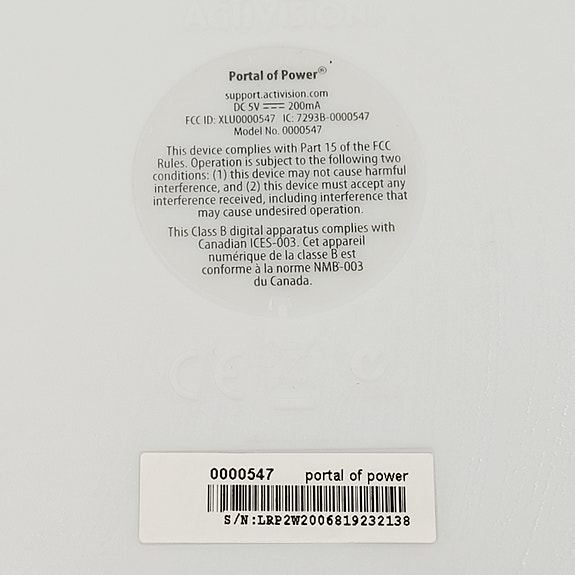 ACTIVISION
Portal of Power®
support.activision.com
DC 5V 200mA
FCC ID: XLU0000547 IC: 7293B-0000547
Model No. 0000547
This device complies with Part 15 of the FCC
Rules. Operation is subject to the following two
conditions: (1) this device may not cause harmful
interference, and (2) this device must accept any
interference received, including interference that
may cause undesired operation.
This Class B digital apparatus complies with
Canadian ICES-003. Cet appareil
numérique de la classe B est
conforme à la norme NMB-003
du Canada.
CE
0000547 portal of power
S/N:LRP2W2006819232138